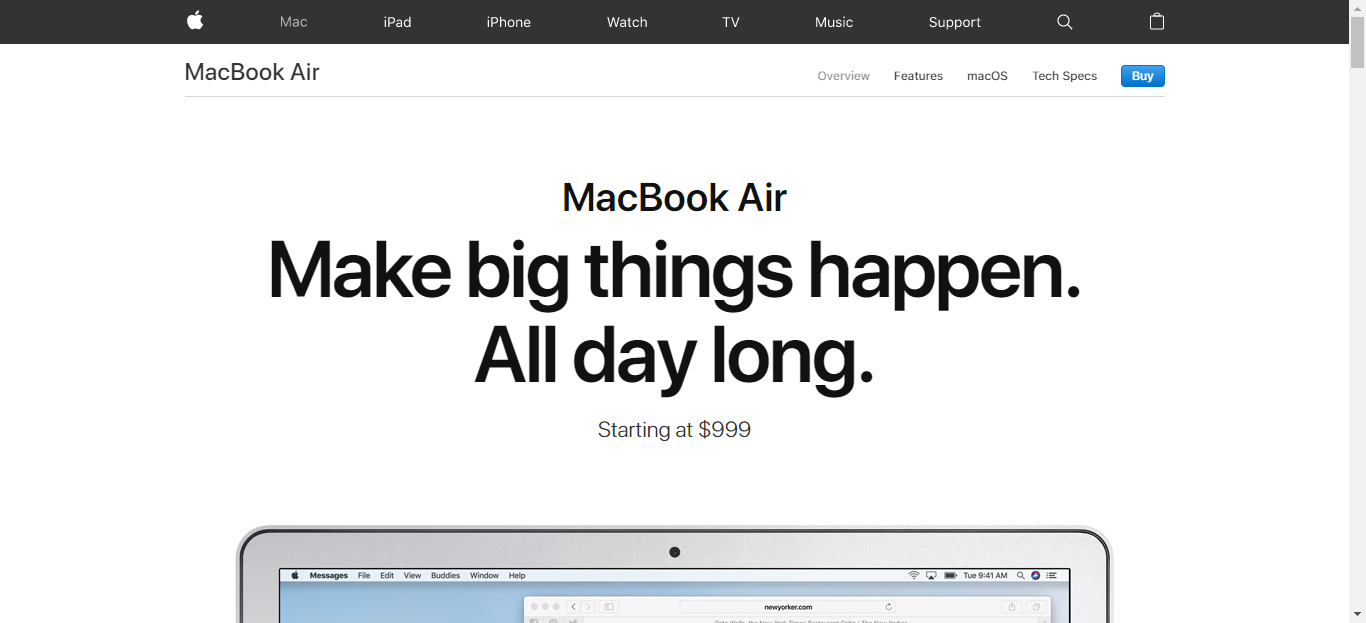 Mac iPad iPhone Watch TV Music Support
MacBook Air
Overview Features macOS Tech Specs Buy
MacBook Air
Make big things happen.
All day long.
Starting at $999
Messages File Edit View Buddies Window Help Tue 9:41 AM
newyorker.com